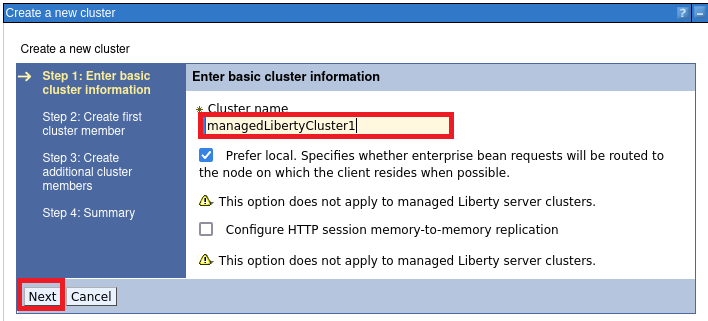 Create a new cluster ? –
Create a new cluster
Step 1: Enter basic
cluster information
Step 2: Create first
cluster member
Step 3: Create
additional cluster
members
Step 4: Summary
Enter basic cluster information
* Cluster name
managedLibertyCluster1
Prefer local. Specifies whether enterprise bean requests will be routed to
the node on which the client resides when possible.
This option does not apply to managed Liberty server clusters.
Configure HTTP session memory-to-memory replication
This option does not apply to managed Liberty server clusters.
Next Cancel